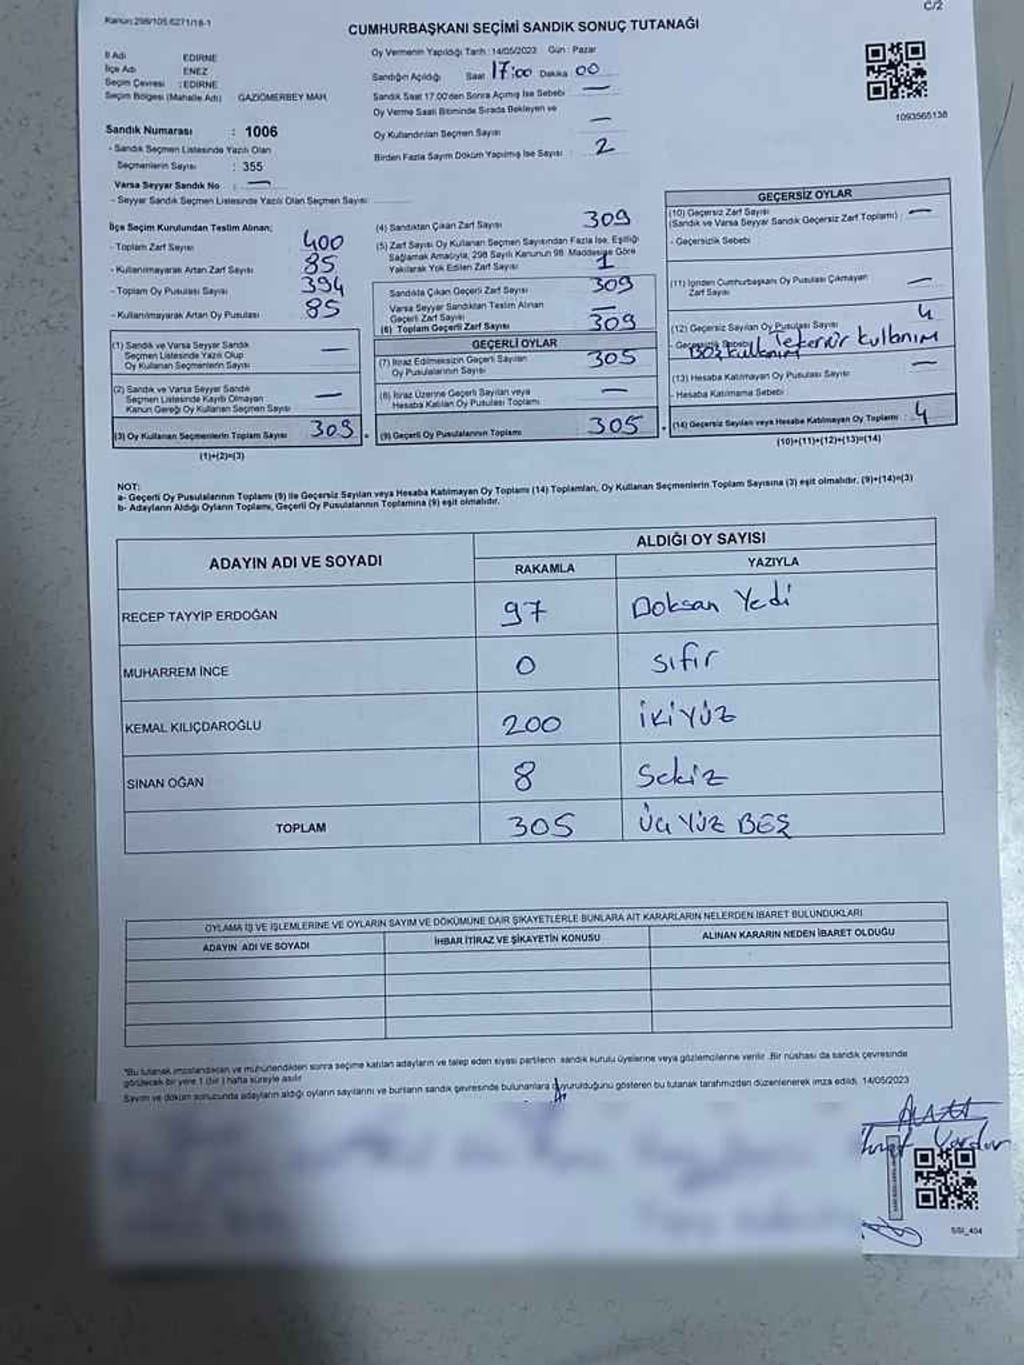 C/2
Kanun:298/105.6271/18-1
CUMHURBAŞKANI SEÇİMİ SANDIK SONUÇ TUTANAĞI
İl Adı EDİRNE
İlçe Adı ENEZ
Seçim Çevresi : EDİRNE
Seçim Bölgesi (Mahalle Adı) GAZİÖMERBEY MAH.
Sandık Numarası : 1006
- Sandık Seçmen Listesinde Yazılı Olan
Seçmenlerin Sayısı : 355
Varsa Seyyar Sandık No : —
- Seyyar Sandık Seçmen Listesinde Yazılı Olan Seçmen Sayısı
Oy Vermenin Yapıldığı Tarih : 14/05/2023 Gün : Pazar
Sandığın Açıldığı Saat 17:00 Dakika 00
Sandık Saat 17.00'den Sonra Açılmış İse Sebebi —
Oy Verme Saati Bitiminde Sırada Bekleyen ve
Oy Kullandırılan Seçmen Sayısı —
Birden Fazla Sayım Döküm Yapılmış İse Sayısı : 2
1093565138
İlçe Seçim Kurulundan Teslim Alınan;
- Toplam Zarf Sayısı 400
- Kullanılmayarak Artan Zarf Sayısı 85
- Toplam Oy Pusulası Sayısı 394
- Kullanılmayarak Artan Oy Pusulası 85
(1) Sandık ve Varsa Seyyar Sandık
Seçmen Listesinde Yazılı Olup
Oy Kullanan Seçmenlerin Sayısı —
(2) Sandık ve Varsa Seyyar Sandık
Seçmen Listesinde Kayıtlı Olmayan
Kanun Gereği Oy Kullanan Seçmen Sayısı —
(3) Oy Kullanan Seçmenlerin Toplam Sayısı 309
(1)+(2)=(3)
(4) Sandıktan Çıkan Zarf Sayısı 309
(5) Zarf Sayısı Oy Kullanan Seçmen Sayısından Fazla İse, Eşitliği
Sağlamak Amacıyla, 298 Sayılı Kanunun 98. Maddesine Göre
Yakılarak Yok Edilen Zarf Sayısı 1
Sandıkta Çıkan Geçerli Zarf Sayısı 309
Varsa Seyyar Sandıktan Teslim Alınan
Geçerli Zarf Sayısı —
(6) Toplam Geçerli Zarf Sayısı 309
GEÇERLİ OYLAR
(7) İtiraz Edilmeksizin Geçerli Sayılan
Oy Pusulalarının Sayısı 305
(8) İtiraz Üzerine Geçerli Sayılan veya
Hesaba Katılan Oy Pusulası Toplamı —
(9) Geçerli Oy Pusulalarının Toplamı 305
GEÇERSİZ OYLAR
(10) Geçersiz Zarf Sayısı
(Sandık ve Varsa Seyyar Sandık Geçersiz Zarf Toplamı) : —
- Geçersizlik Sebebi
(11) İçinden Cumhurbaşkanı Oy Pusulası Çıkmayan
Zarf Sayısı —
(12) Geçersiz Sayılan Oy Pusulası Sayısı 4
- Geçersizlik Sebebi Boş kullanım kullanım
(13) Hesaba Katılmayan Oy Pusulası Sayısı —
- Hesaba Katılmama Sebebi
(14) Geçersiz Sayılan veya Hesaba Katılmayan Oy Toplamı : 4
(10)+(11)+(12)+(13)=(14)
NOT:
a- Geçerli Oy Pusulalarının Toplamı (9) ile Geçersiz Sayılan veya Hesaba Katılmayan Oy Toplamı (14) Toplamları, Oy Kullanan Seçmenlerin Toplam Sayısına (3) eşit olmalıdır. (9)+(14)=(3)
b- Adayların Aldığı Oyların Toplamı, Geçerli Oy Pusulalarının Toplamına (9) eşit olmalıdır.
ADAYIN ADI VE SOYADI
ALDIĞI OY SAYISI
RAKAMLA YAZIYLA
RECEP TAYYİP ERDOĞAN 97 Doksan Yedi
MUHARREM İNCE 0 sıfır
KEMAL KILIÇDAROĞLU 200 İKİYÜZ
SİNAN OĞAN 8 Sekiz
TOPLAM 305 ÜÇ YÜZ BEŞ
OYLAMA İŞ VE İŞLEMLERİNE VE OYLARIN SAYIM VE DÖKÜMÜNE DAİR ŞİKAYETLERLE BUNLARA AİT KARARLARIN NELERDEN İBARET BULUNDUKLARI
ADAYIN ADI VE SOYADI İHBAR İTİRAZ VE ŞİKAYETİN KONUSU ALINAN KARARIN NEDEN İBARET OLDUĞU
*Bu tutanak imzalandıktan ve mühürlendikten sonra seçime katılan adayların ve talep eden siyasi partilerin sandık kurulu üyelerine veya gözlemcilerine verilir. Bir nüshası da sandık çevresinde
görülecek bir yere 1 (bir) hafta süreyle asılır.
Sayım ve döküm sonucunda adayların aldığı oyların sayılarını ve bunların sandık çevresinde bulunanlara duyurulduğunu gösteren bu tutanak tarafımızdan düzenlenerek imza edildi. 14/05/2023
SSI_404